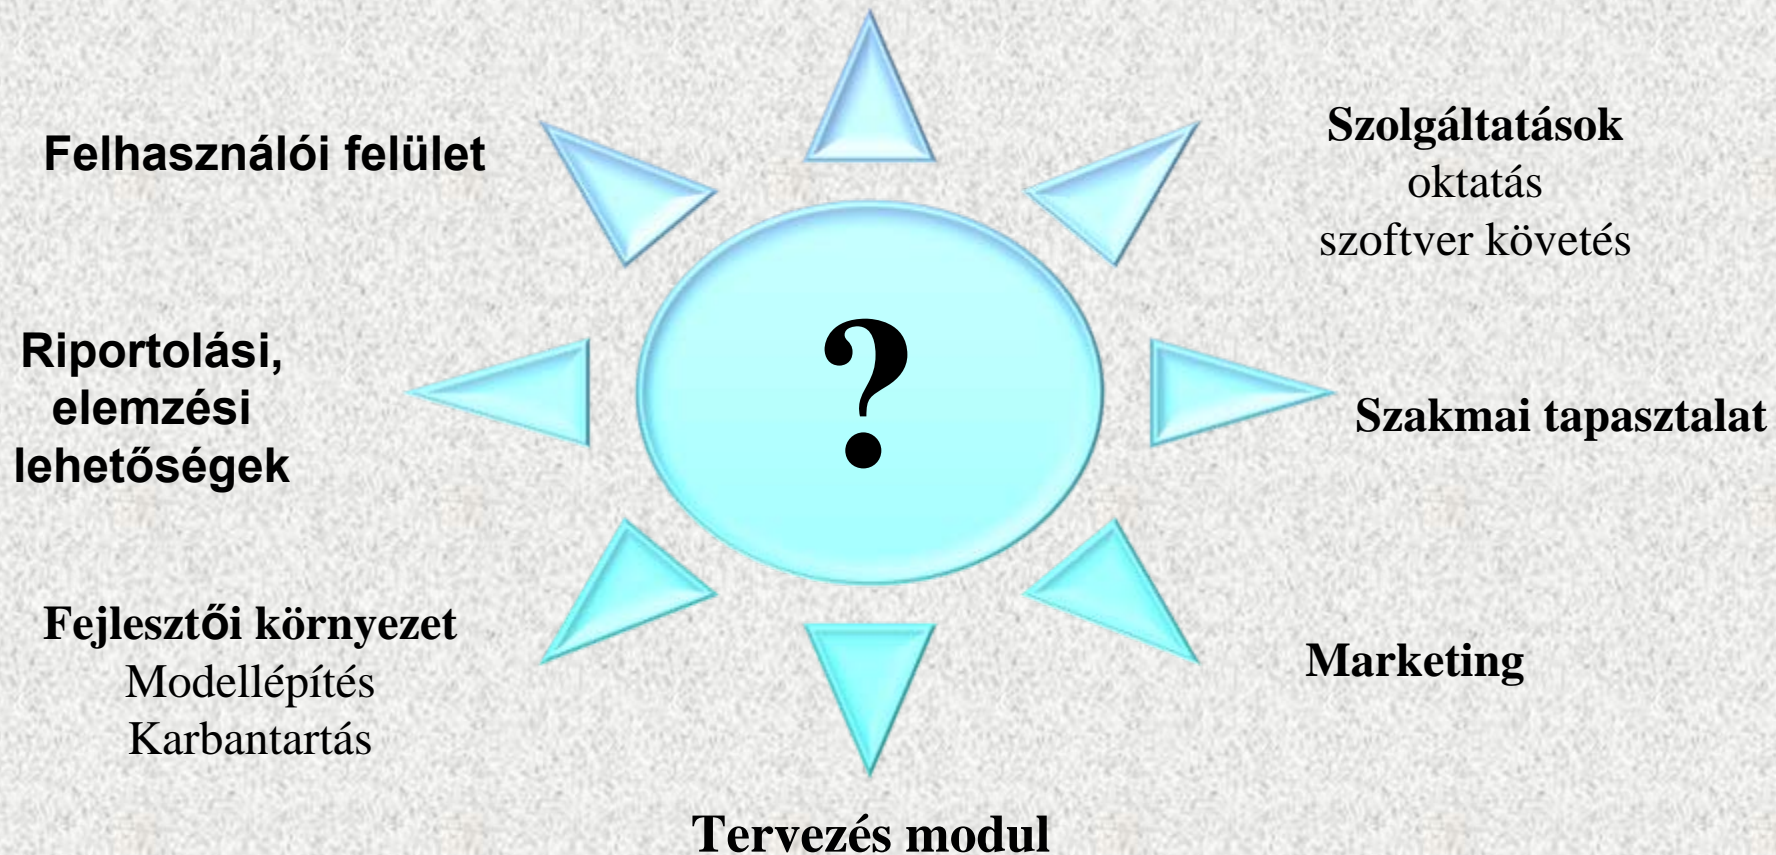 Felhasználói felület
Szolgáltatások
oktatás
szoftver követés
Riportolási,
elemzési
lehetőségek
?
Szakmai tapasztalat
Fejlesztői környezet
Modellépítés
Karbantartás
Marketing
Tervezés modul